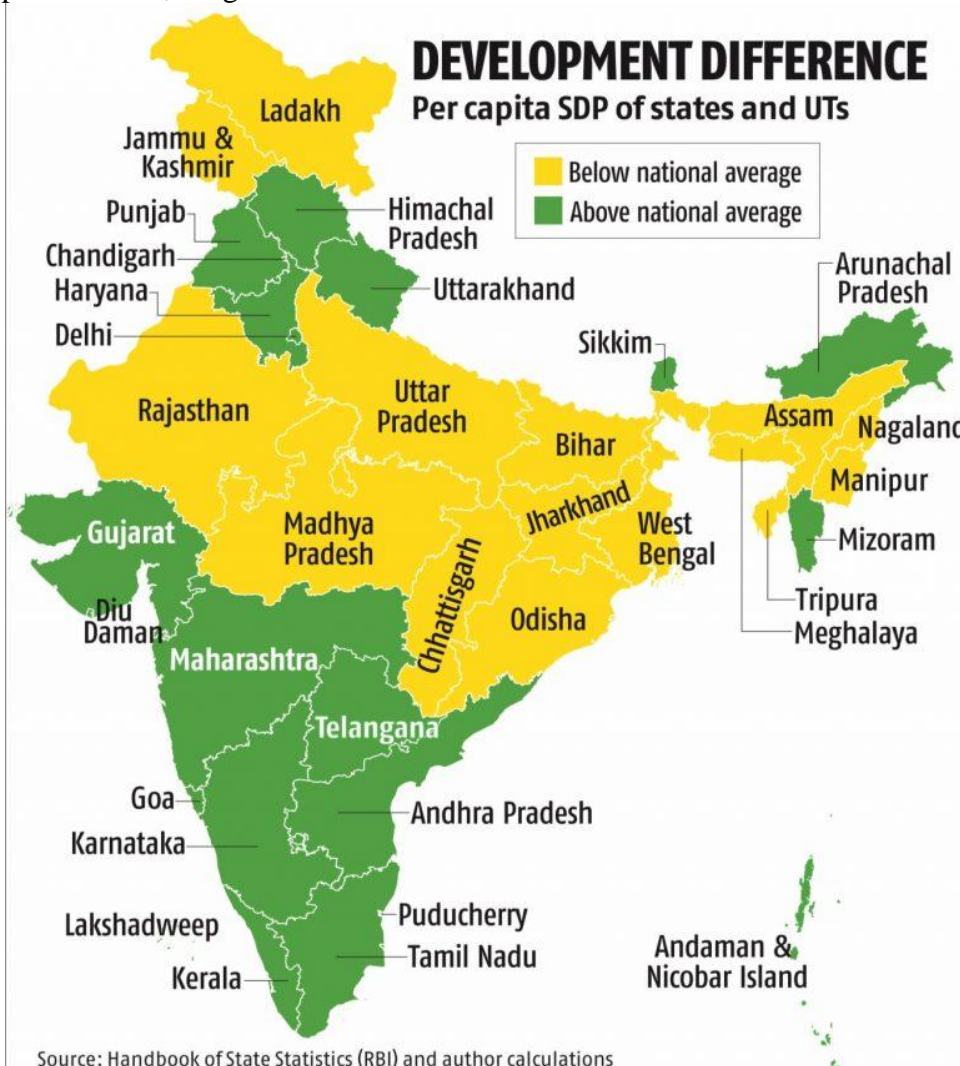 DEVELOPMENT DIFFERENCE
Per capita SDP of states and UTs
Below national average
Above national average
Ladakh
Jammu &
Kashmir
Punjab
Himachal
Pradesh
Chandigarh
Haryana
Uttarakhand
Delhi
Arunachal
Pradesh
Sikkim
Rajasthan
Uttar
Pradesh
Bihar
Assam
Nagaland
Manipur
Jharkhand
West
Bengal
Madhya
Pradesh
Gujarat
Mizoram
Chhattisgarh
Odisha
Tripura
Meghalaya
Diu
Daman
Maharashtra
Telangana
Goa
Andhra Pradesh
Karnataka
Lakshadweep
Puducherry
Tamil Nadu
Kerala
Andaman &
Nicobar Island
Source: Handbook of State Statistics (RBI) and author calculations